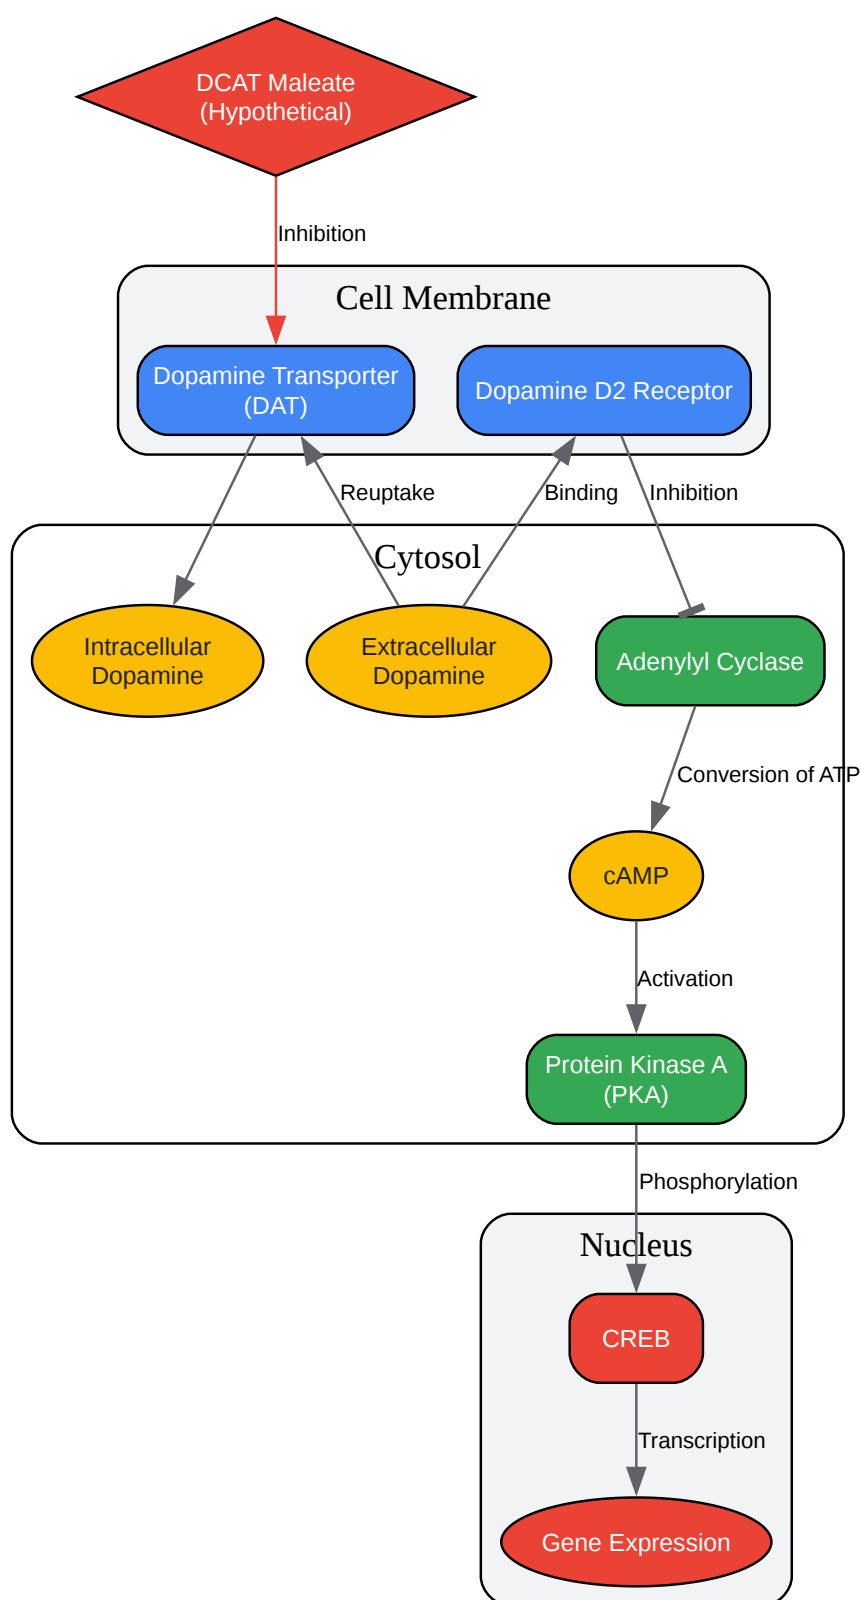 DCAT Maleate
(Hypothetical)
Inhibition
Cell Membrane
Dopamine Transporter
(DAT)
Dopamine D2 Receptor
Reuptake
Binding
Inhibition
Cytosol
Intracellular
Dopamine
Extracellular
Dopamine
Adenylyl Cyclase
Conversion of ATP
cAMP
Activation
Protein Kinase A
(PKA)
Phosphorylation
Nucleus
CREB
Transcription
Gene Expression